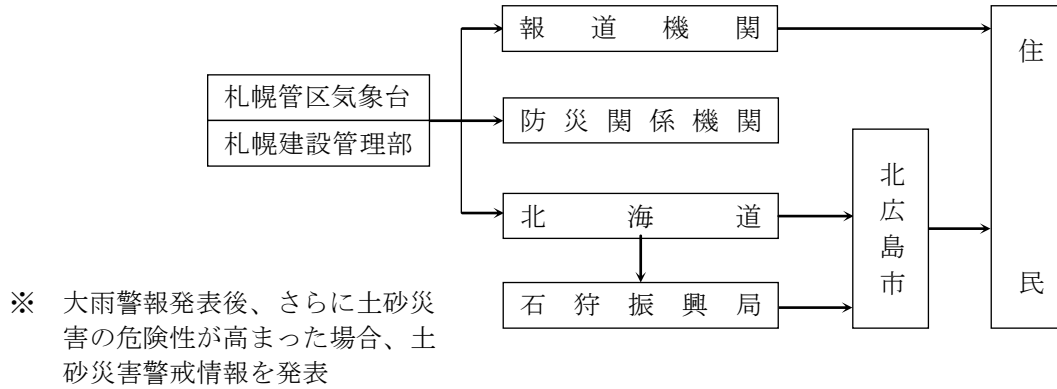 報道機関
住民
札幌管区気象台
札幌建設管理部
防災関係機関
北海道
北広島市
石狩振興局
※　大雨警報発表後、さらに土砂災
害の危険性が高まった場合、土
砂災害警戒情報を発表